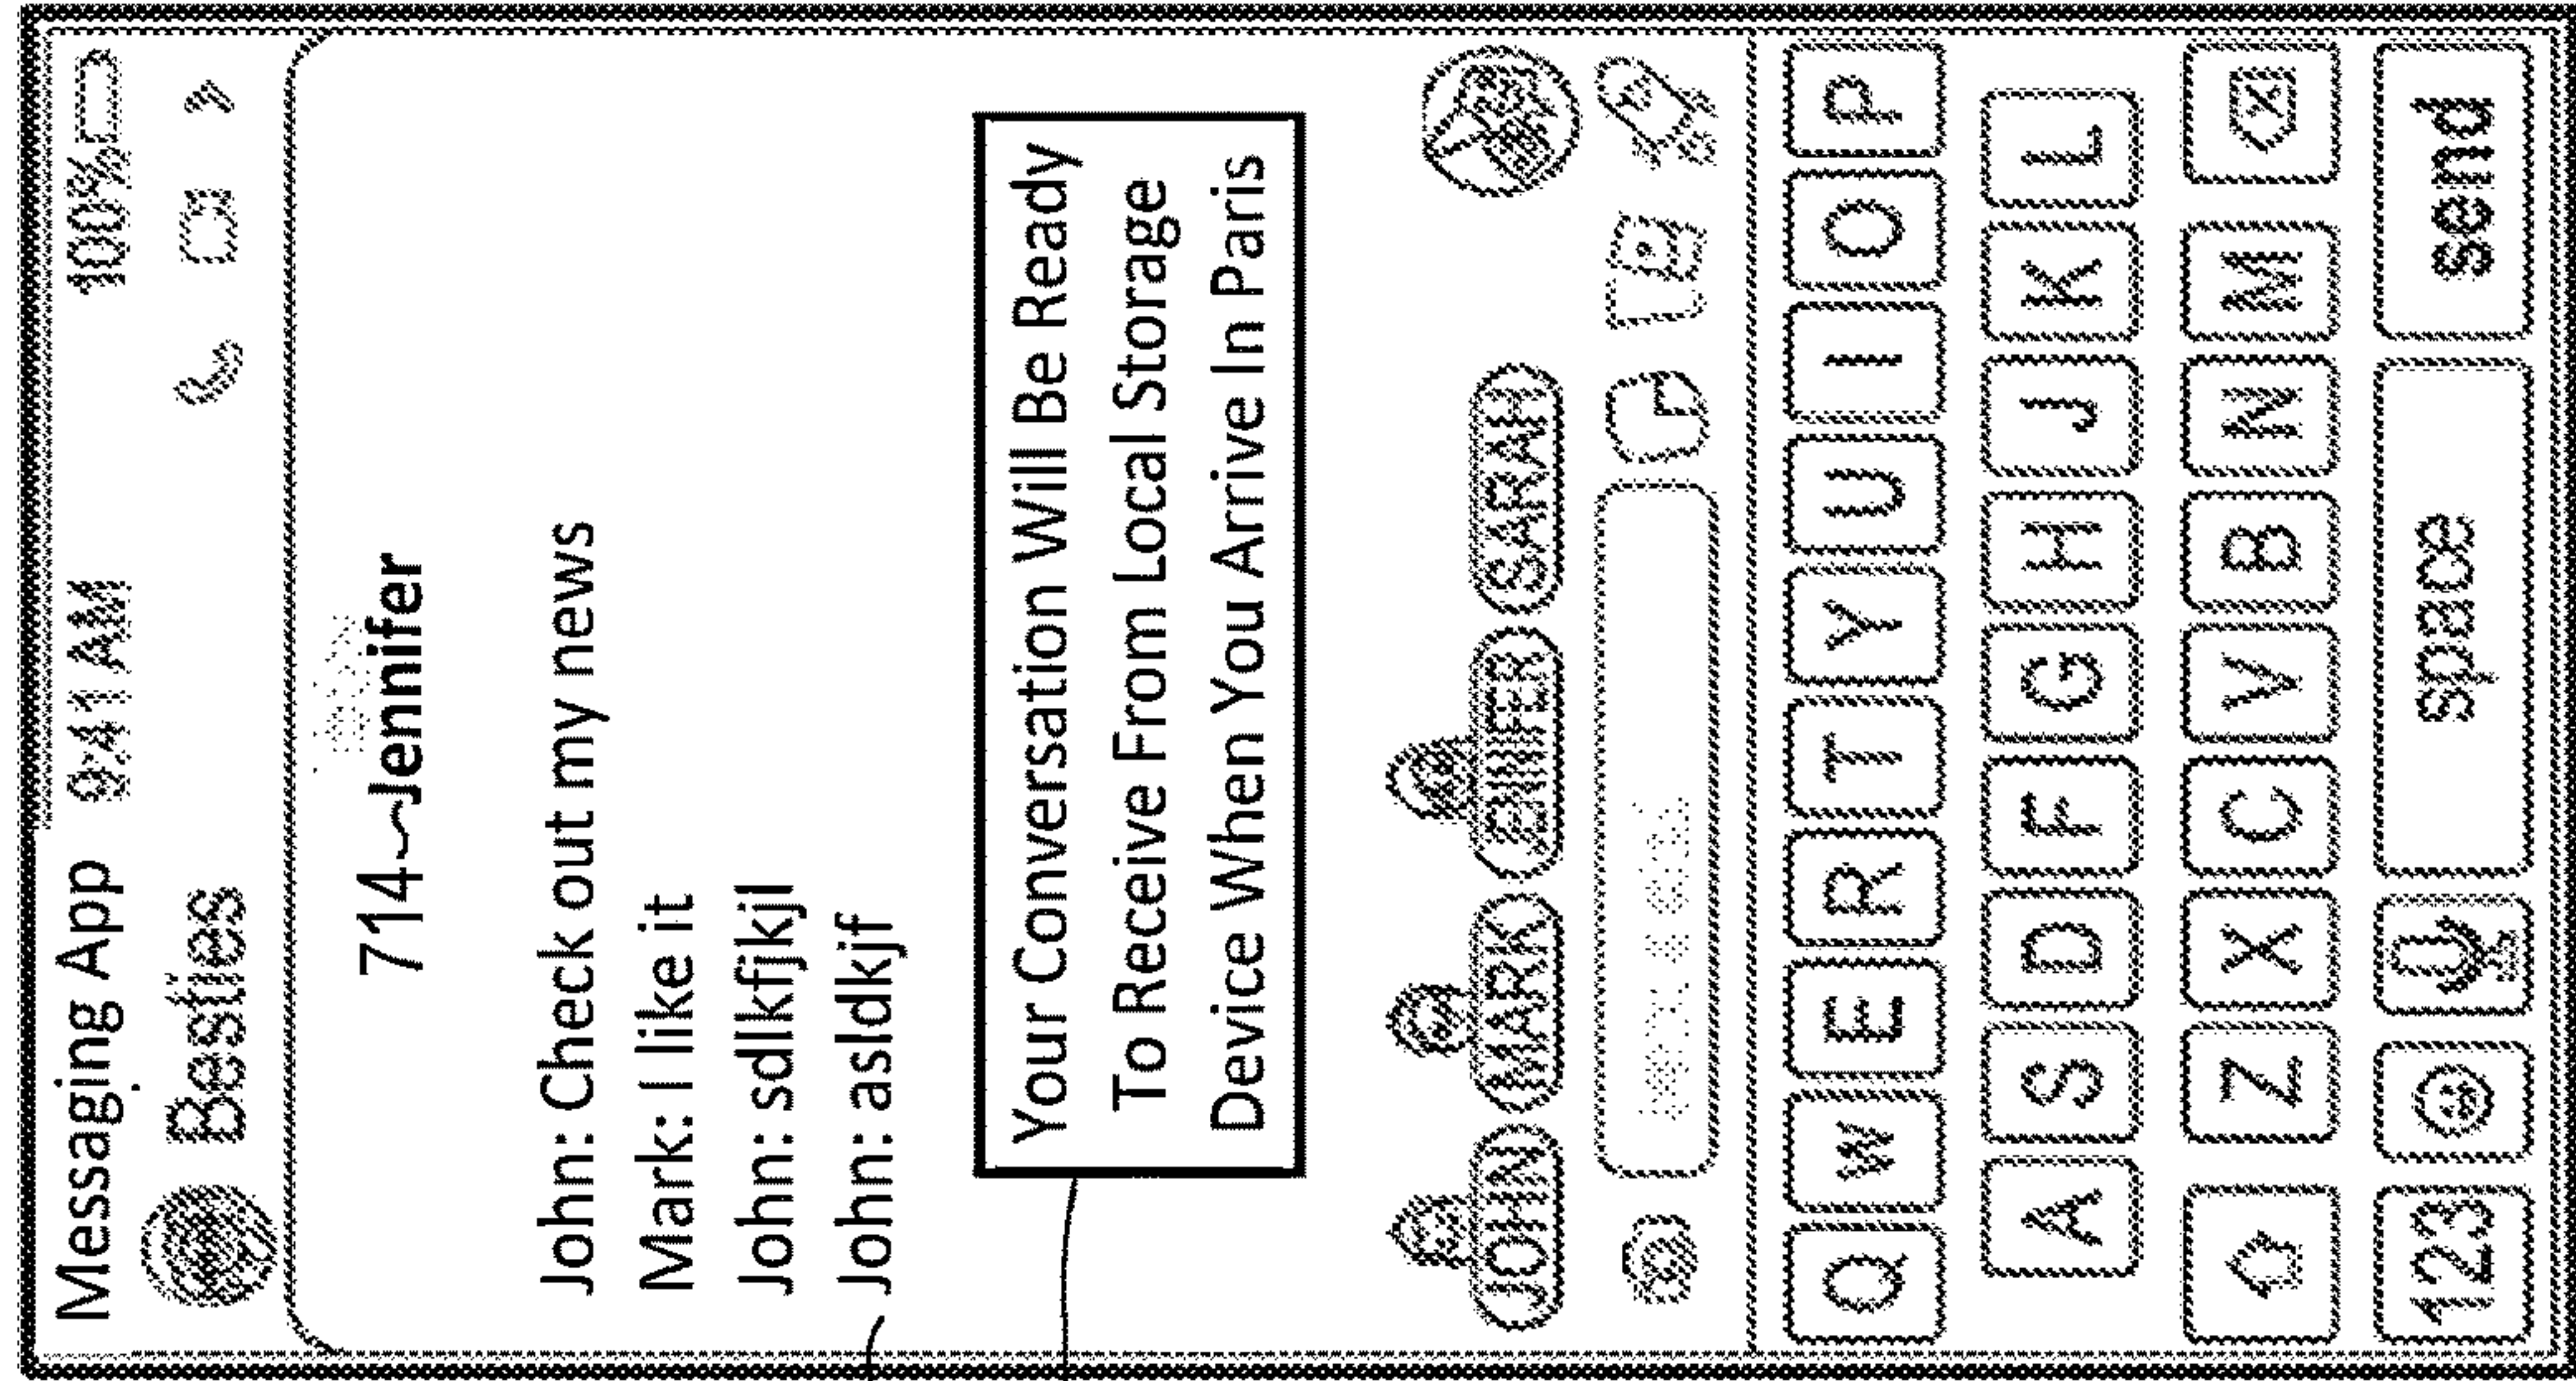 Messaging App 9:41 AM 100%
Besties
714 Jennifer
John: Check out my news
Mark: I like it
John: sdlkfjkjl
John: asldkjf
Your Conversation Will Be Ready
To Receive From Local Storage
Device When You Arrive In Paris
JOHN MARK SARAH
Q W E R T Y U I O P
A S D F G H J K L
Z X C V B N M
123 space send